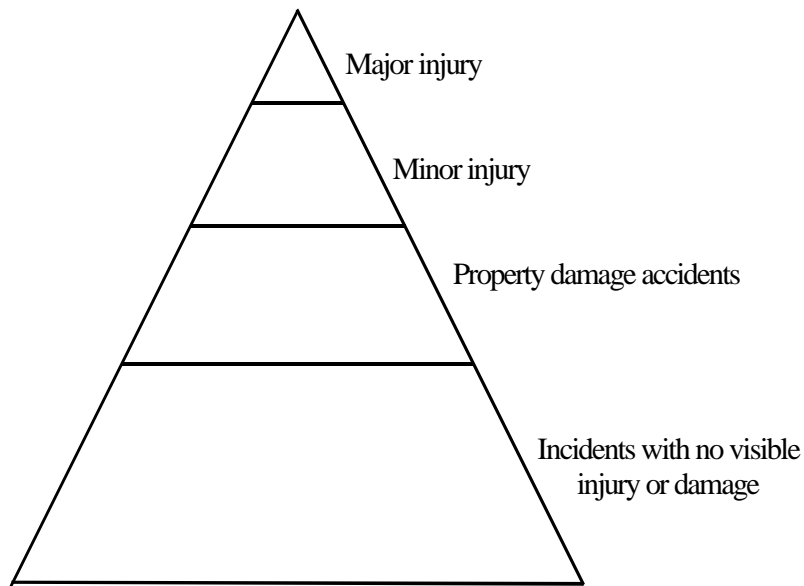 Major injury
Minor injury
Property damage accidents
Incidents with no visible
injury or damage